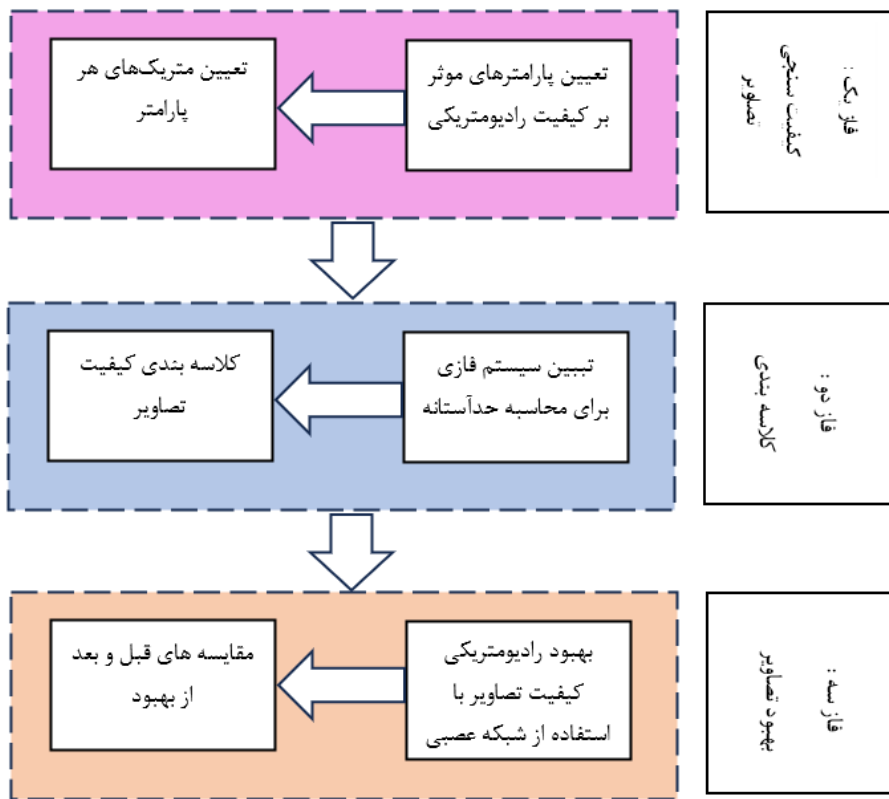 فاز یک :
کیفیت سنجی
تصاویر
تعیین پارامترهای موثر
بر کیفیت رادیومتریکی
تعیین متریک‌های هر
پارامتر
فاز دو :
کلاسه بندی
تبیین سیستم فازی
برای محاسبه حدآستانه
کلاسه بندی کیفیت
تصاویر
فاز سه :
بهبود تصاویر
بهبود رادیومتریکی
کیفیت تصاویر با
استفاده از شبکه عصبی
مقایسه های قبل و بعد
از بهبود